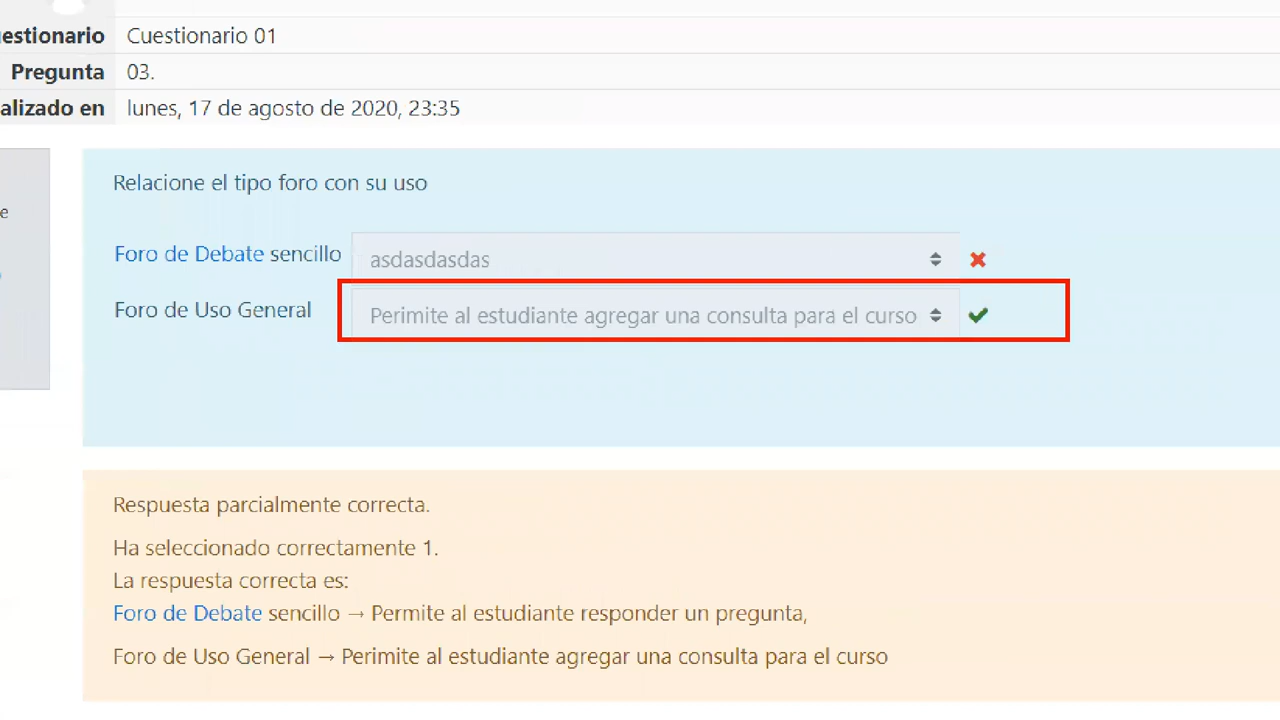 estionario Cuestionario 01
Pregunta 03.
alizado en lunes, 17 de agosto de 2020, 23:35
e
Relacione el tipo foro con su uso
Foro de Debate sencillo asdasdasdas
Foro de Uso General Perimite al estudiante agregar una consulta para el curso
Respuesta parcialmente correcta.
Ha seleccionado correctamente 1.
La respuesta correcta es:
Foro de Debate sencillo → Permite al estudiante responder un pregunta,
Foro de Uso General → Perimite al estudiante agregar una consulta para el curso